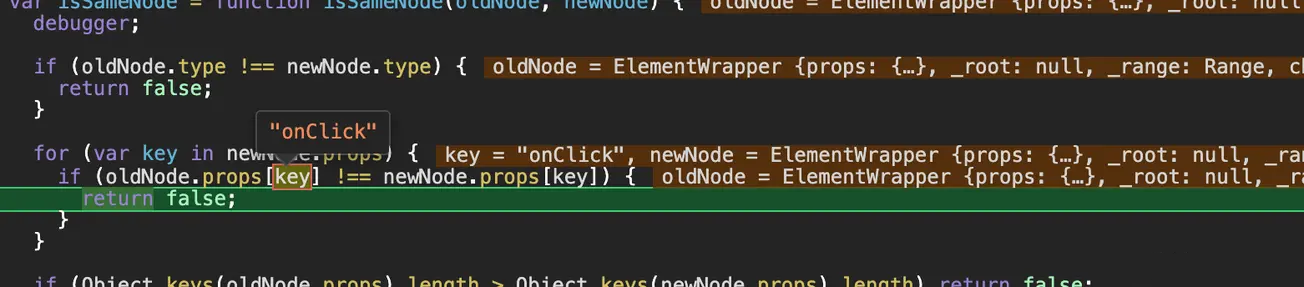 var isSameNode = function isSameNode(oldNode, newNode) { oldNode = ElementWrapper {props: {…}, _root: null
debugger;
if (oldNode.type !== newNode.type) { oldNode = ElementWrapper {props: {…}, _root: null, _range: Range, ch
return false;
}
"onClick"
for (var key in newNode.props) { key = "onClick", newNode = ElementWrapper {props: {…}, _root: null, _ran
if (oldNode.props[key] !== newNode.props[key]) { oldNode = ElementWrapper {props: {…}, _root: null, _ra
return false;
}
}
if (Object.keys(oldNode.props).length > Object.keys(newNode.props).length) return false;